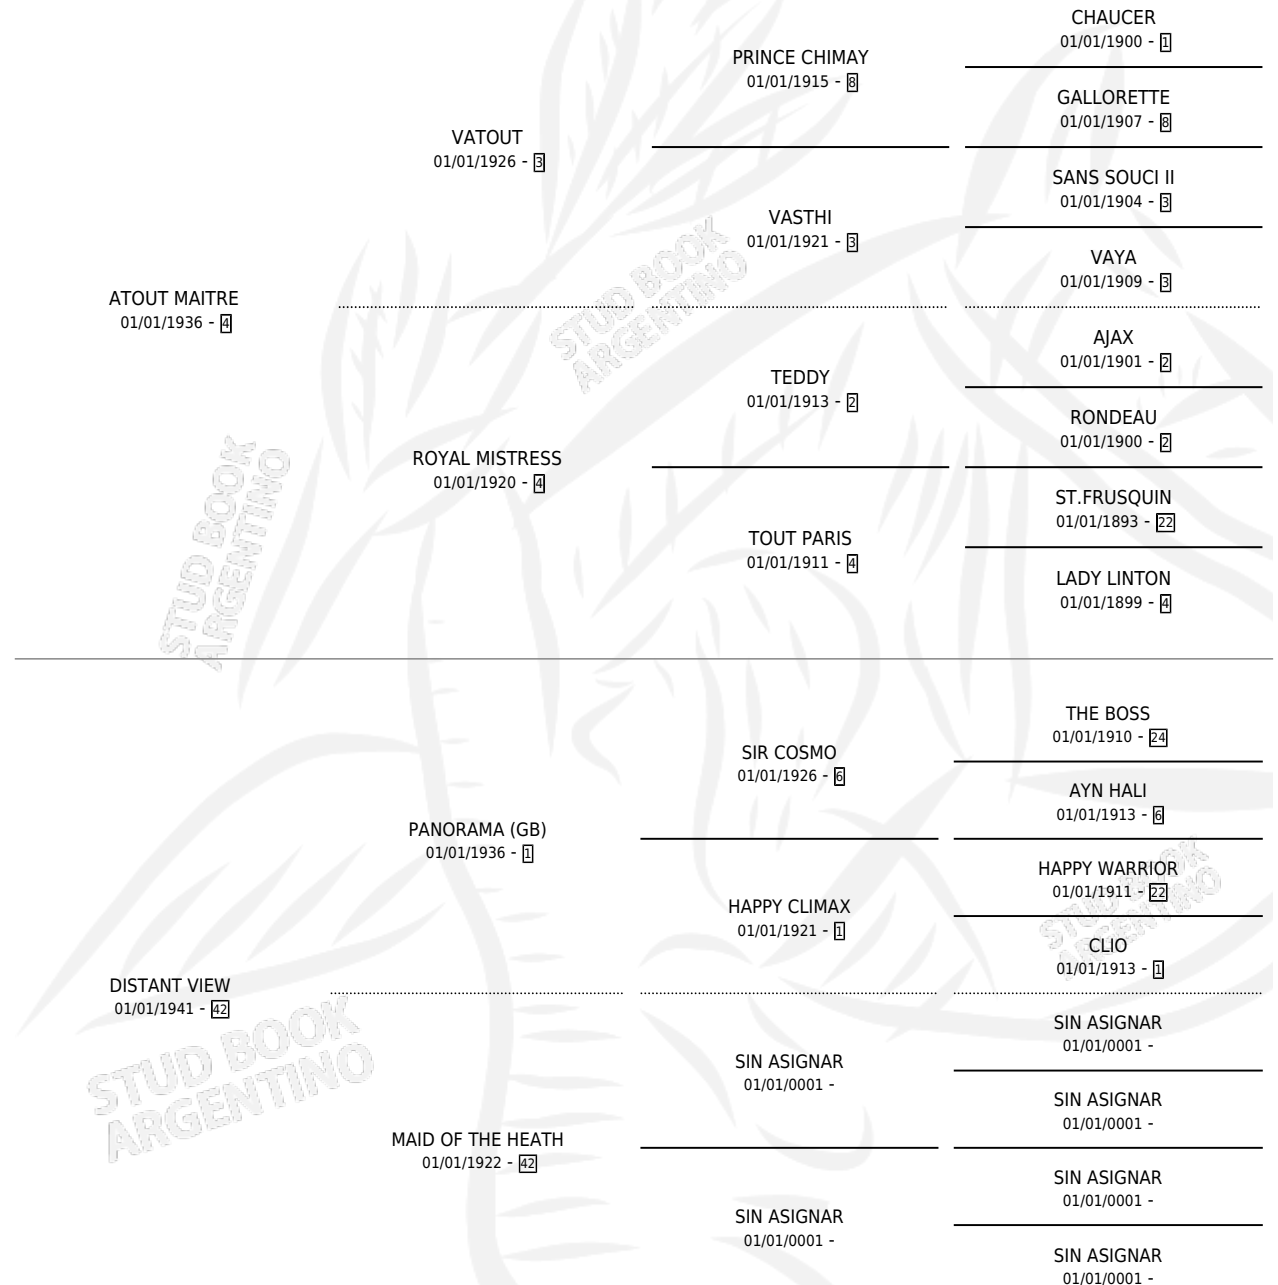 CHAUCER
01/01/1900 - 1
PRINCE CHIMAY
01/01/1915 - 8
GALLORETTE
01/01/1907 - 8
VATOUT
01/01/1926 - 3
SANS SOUCI II
01/01/1904 - 3
VASTHI
01/01/1921 - 3
VAYA
01/01/1909 - 3
STUD BOOK
ARGENTINO
ATOUT MAITRE
01/01/1936 - 4
AJAX
01/01/1901 - 2
TEDDY
01/01/1913 - 2
RONDEAU
01/01/1900 - 2
ROYAL MISTRESS
01/01/1920 - 4
ST.FRUSQUIN
01/01/1893 - 22
TOUT PARIS
01/01/1911 - 4
LADY LINTON
01/01/1899 - 4
STUD BOOK
ARGENTINO
THE BOSS
01/01/1910 - 24
SIR COSMO
01/01/1926 - 6
AYN HALI
01/01/1913 - 6
PANORAMA (GB)
01/01/1936 - 1
HAPPY WARRIOR
01/01/1911 - 22
HAPPY CLIMAX
01/01/1921 - 1
CLIO
01/01/1913 - 1
STUD BOOK
ARGENTINO
DISTANT VIEW
01/01/1941 - 42
SIN ASIGNAR
01/01/0001 -
SIN ASIGNAR
01/01/0001 -
SIN ASIGNAR
01/01/0001 -
STUD BOOK
ARGENTINO
MAID OF THE HEATH
01/01/1922 - 42
SIN ASIGNAR
01/01/0001 -
SIN ASIGNAR
01/01/0001 -
SIN ASIGNAR
01/01/0001 -